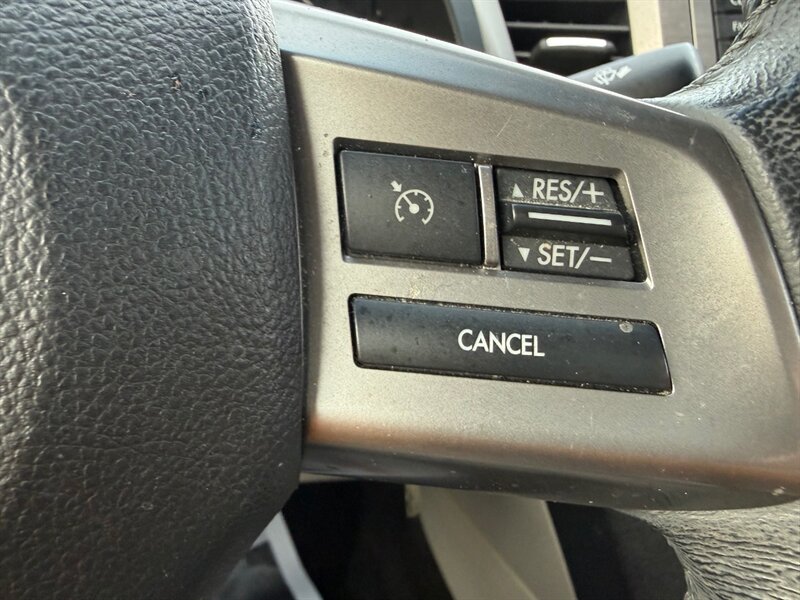 ▲ RES/+
▼ SET/−
CANCEL